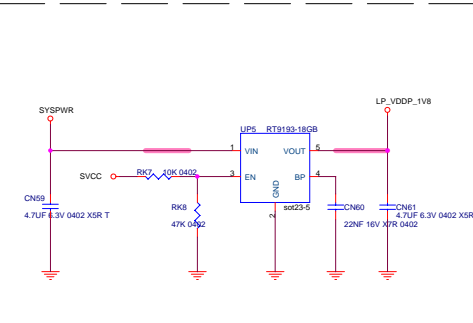 LP_VDDP_1V8
SYSPWR
UP5 RT9193-18GB
1 VIN VOUT 5
SVCC RK7 10K 0402 3 EN BP 4
GND
CN59
4.7UF 6.3V 0402 X5R T
RK8
47K 0402
2 sot23-5
CN60
22NF 16V X7R 0402
CN61
4.7UF 6.3V 0402 X5R